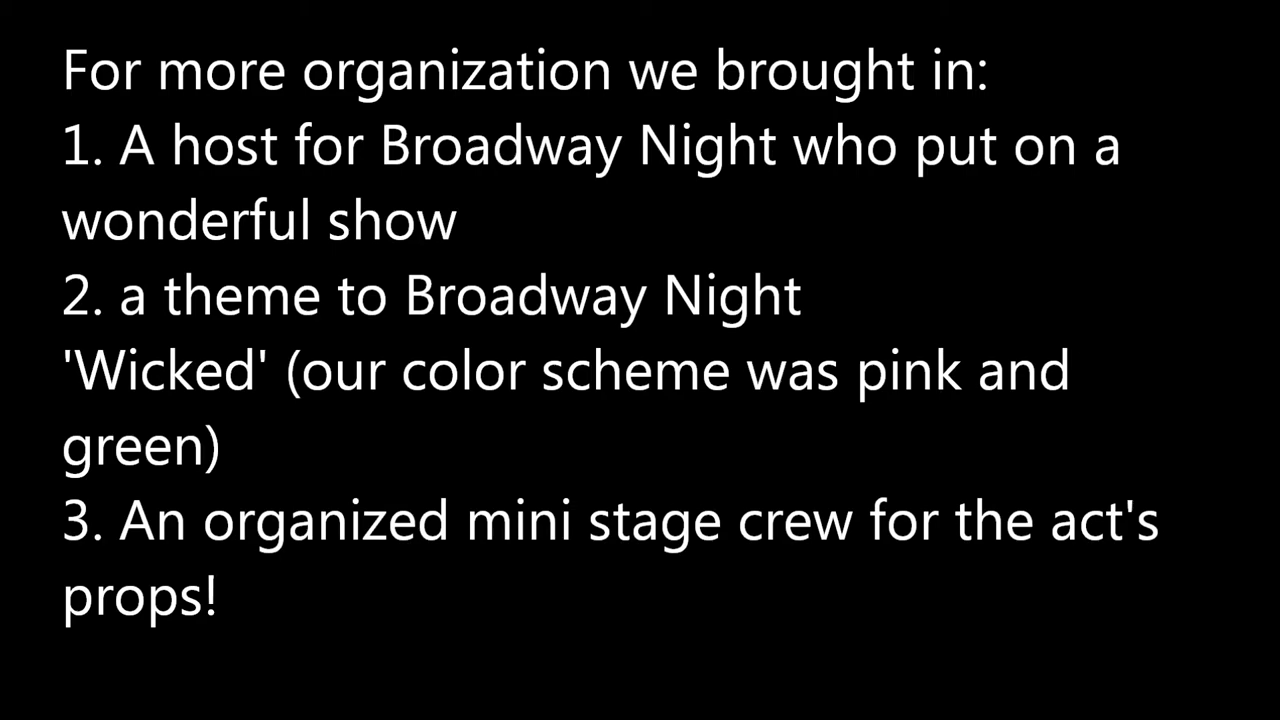 For more organization we brought in:
1. A host for Broadway Night who put on a
wonderful show
2. a theme to Broadway Night
'Wicked' (our color scheme was pink and
green)
3. An organized mini stage crew for the act's
props!